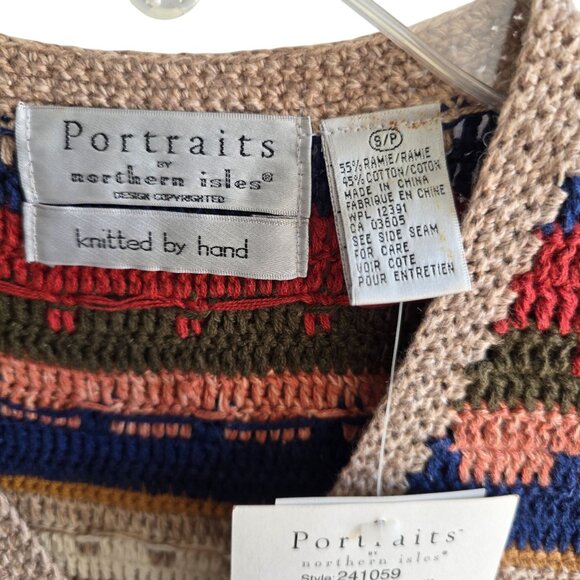 Portraits
BY
northern isles®
DESIGN COPYRIGHTED
knitted by hand
S/P
55% RAMIE/RAMIE
45% COTTON/COTON
MADE IN CHINA
FABRIQUE EN CHINE
WPL 12391
CA 03605
SEE SIDE SEAM
FOR CARE
VOIR COTE
POUR ENTRETIEN
Portraits™
BY
northern isles®
Style: 241059